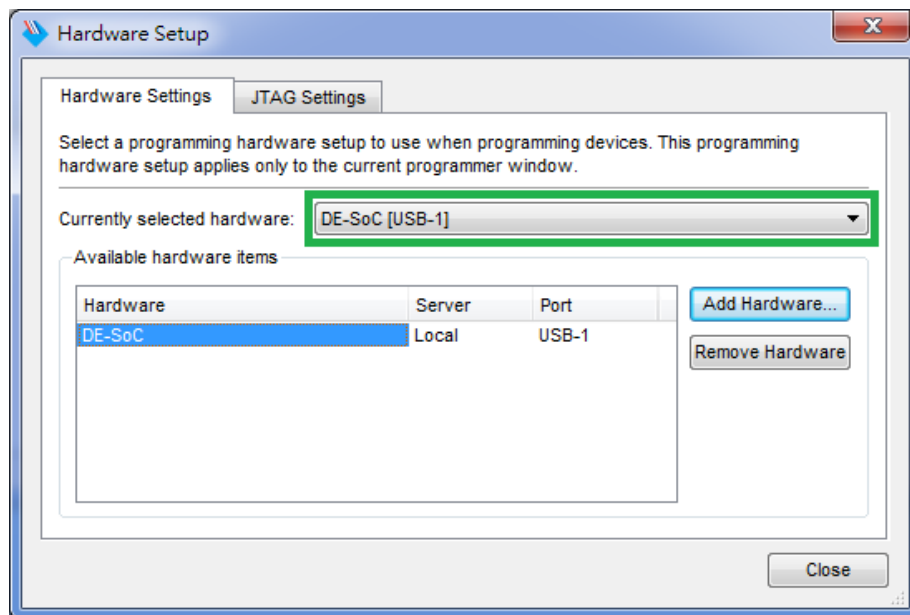 Hardware Setup
Hardware Settings
JTAG Settings
Select a programming hardware setup to use when programming devices. This programming
hardware setup applies only to the current programmer window.
Currently selected hardware:
DE-SoC [USB-1]
Available hardware items
Hardware Server Port
DE-SoC Local USB-1
Add Hardware...
Remove Hardware
Close